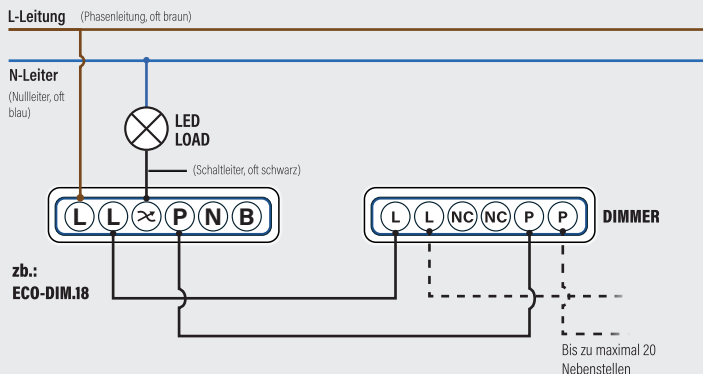 L-Leitung (Phasenleitung, oft braun)
N-Leiter
(Nullleiter, oft
blau)
LED
LOAD
(Schaltleiter, oft schwarz)
L L P N B
L L NC NC P P
DIMMER
zb.:
ECO-DIM.18
Bis zu maximal 20
Nebenstellen